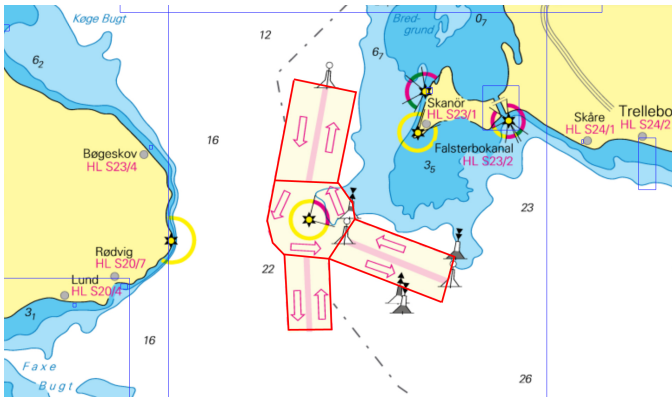 Køge Bugt
6₂
12
Bred-
grund
0₇
6₇
16
Skanör
HL S23/1
Skåre
HL S24/1
Trellebo
HL S24/2
Bøgeskov
HL S23/4
Falsterbokanal
HL S23/2
3₅
23
Rødvig
HL S20/7
22
Lund
HL S20/4
3₁
16
Faxe
Bugt
26